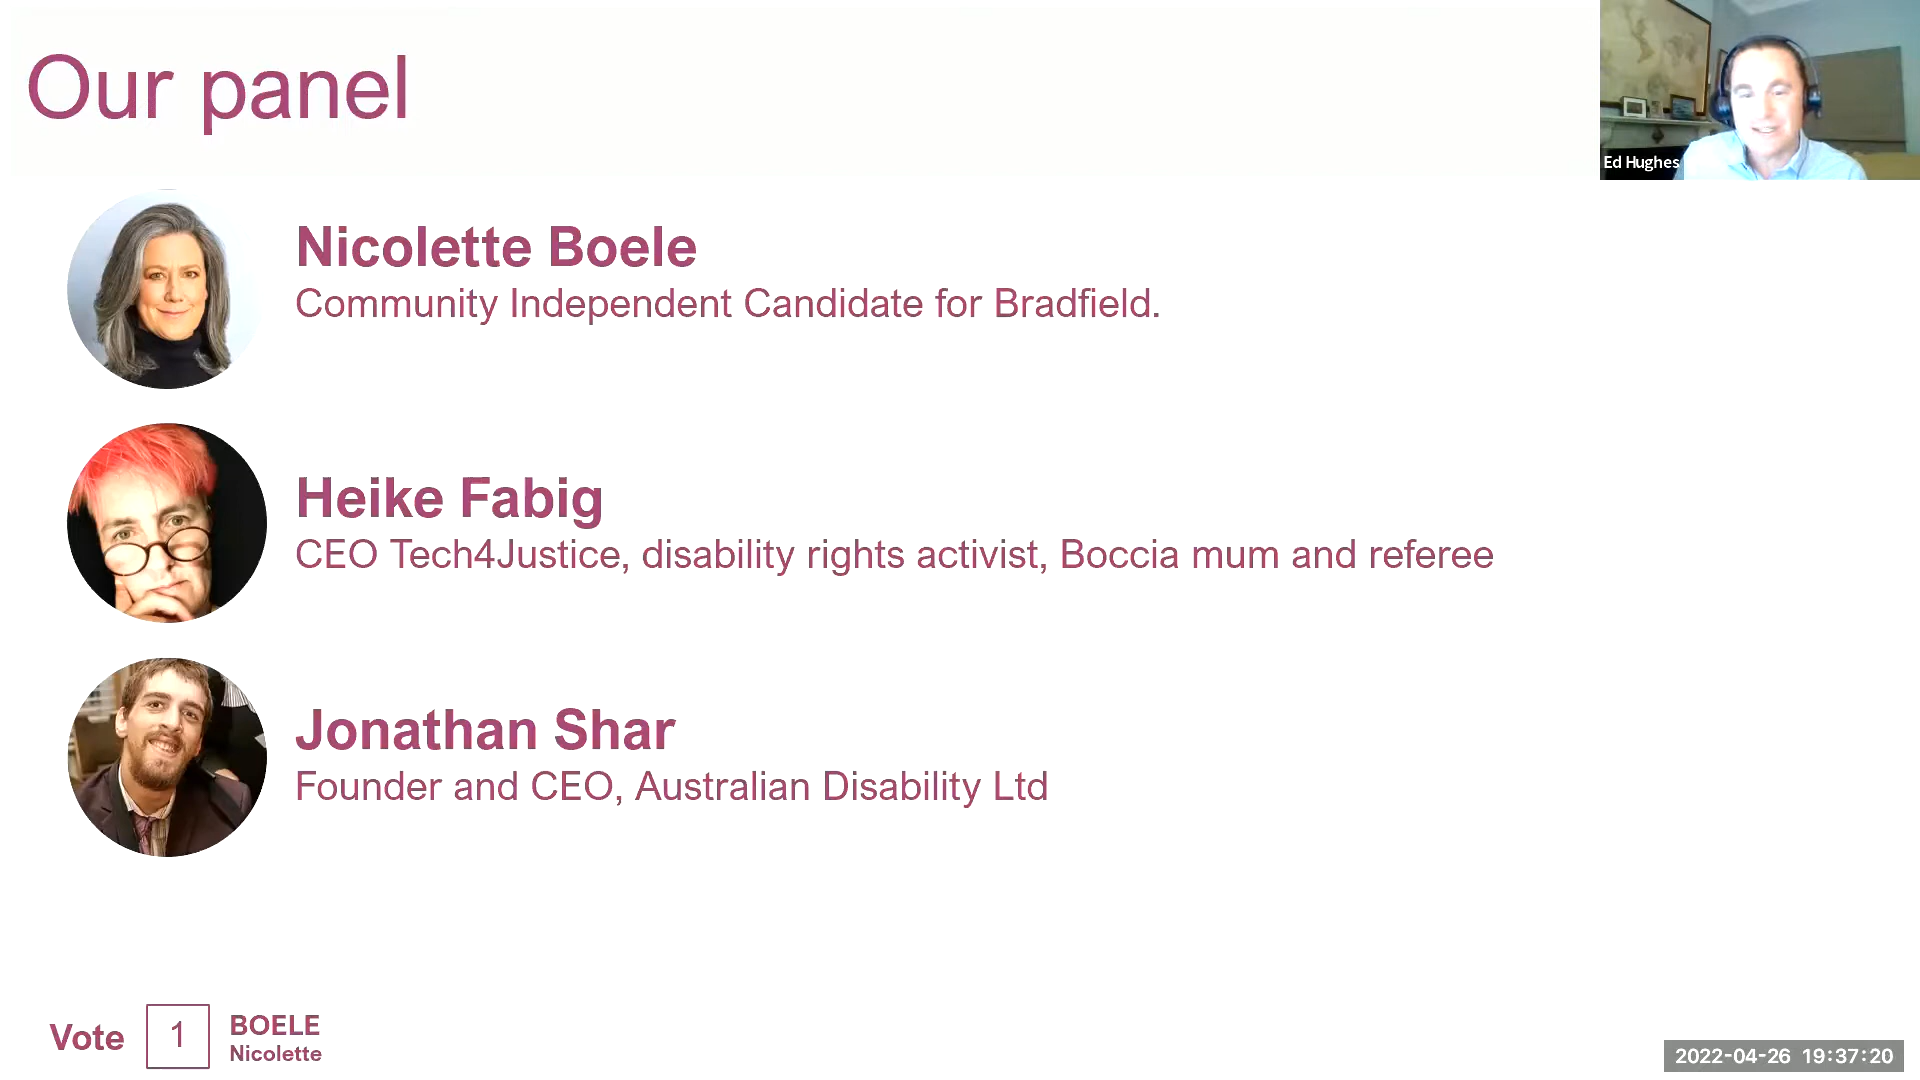 Our panel
Ed Hughes
Nicolette Boele
Community Independent Candidate for Bradfield.
Heike Fabig
CEO Tech4Justice, disability rights activist, Boccia mum and referee
Jonathan Shar
Founder and CEO, Australian Disability Ltd
Vote 1 BOELE
Nicolette
2022-04-26 19:37:20